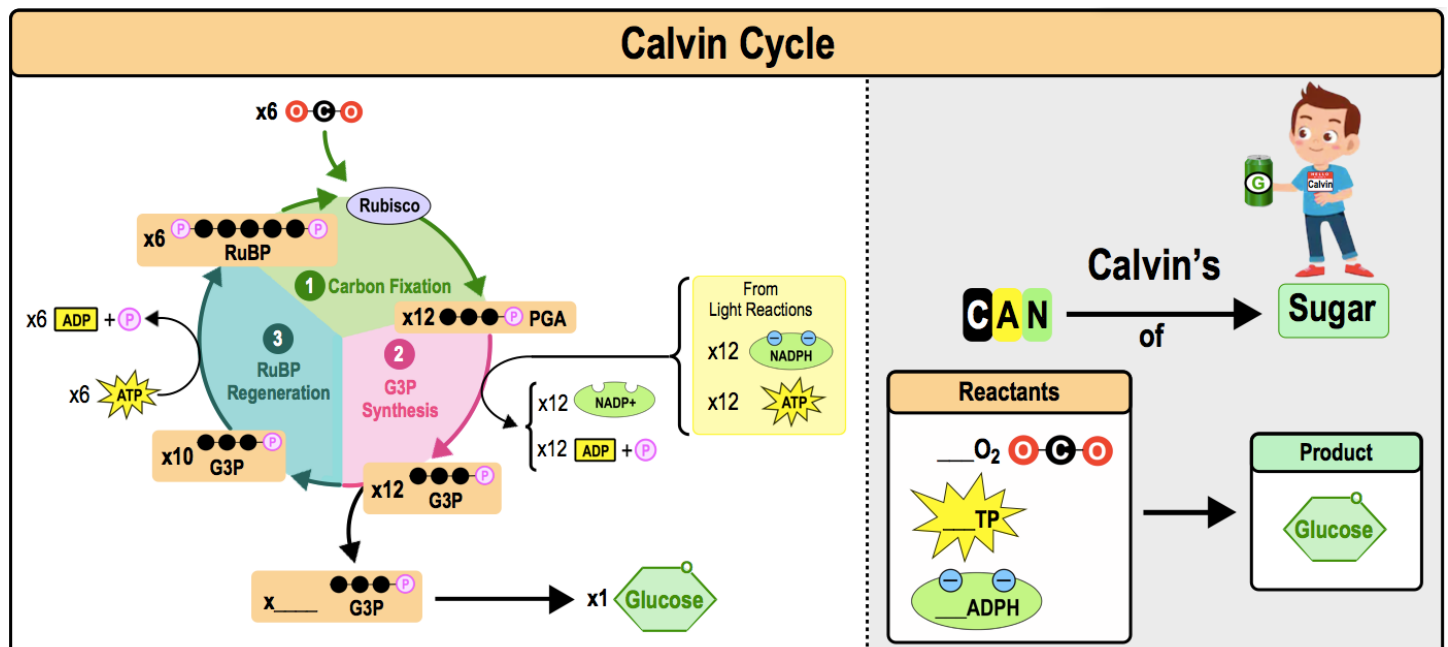 Calvin Cycle
x6 O C O
Rubisco
x6 P P
RuBP
1 Carbon Fixation
x12 P PGA
x6 ADP + P
x6 ATP
3
RuBP
Regeneration
2
G3P
Synthesis
From
Light Reactions
x12 NADPH
x12 ATP
x12 NADP+
x12 ADP + P
x10 P
G3P
x12 P
G3P
x____ P
G3P
x1 Glucose
G
HELLO
Calvin
CAN
Calvin's
of
Sugar
Reactants
___O₂ O C O
___TP
___ADPH
Product
Glucose